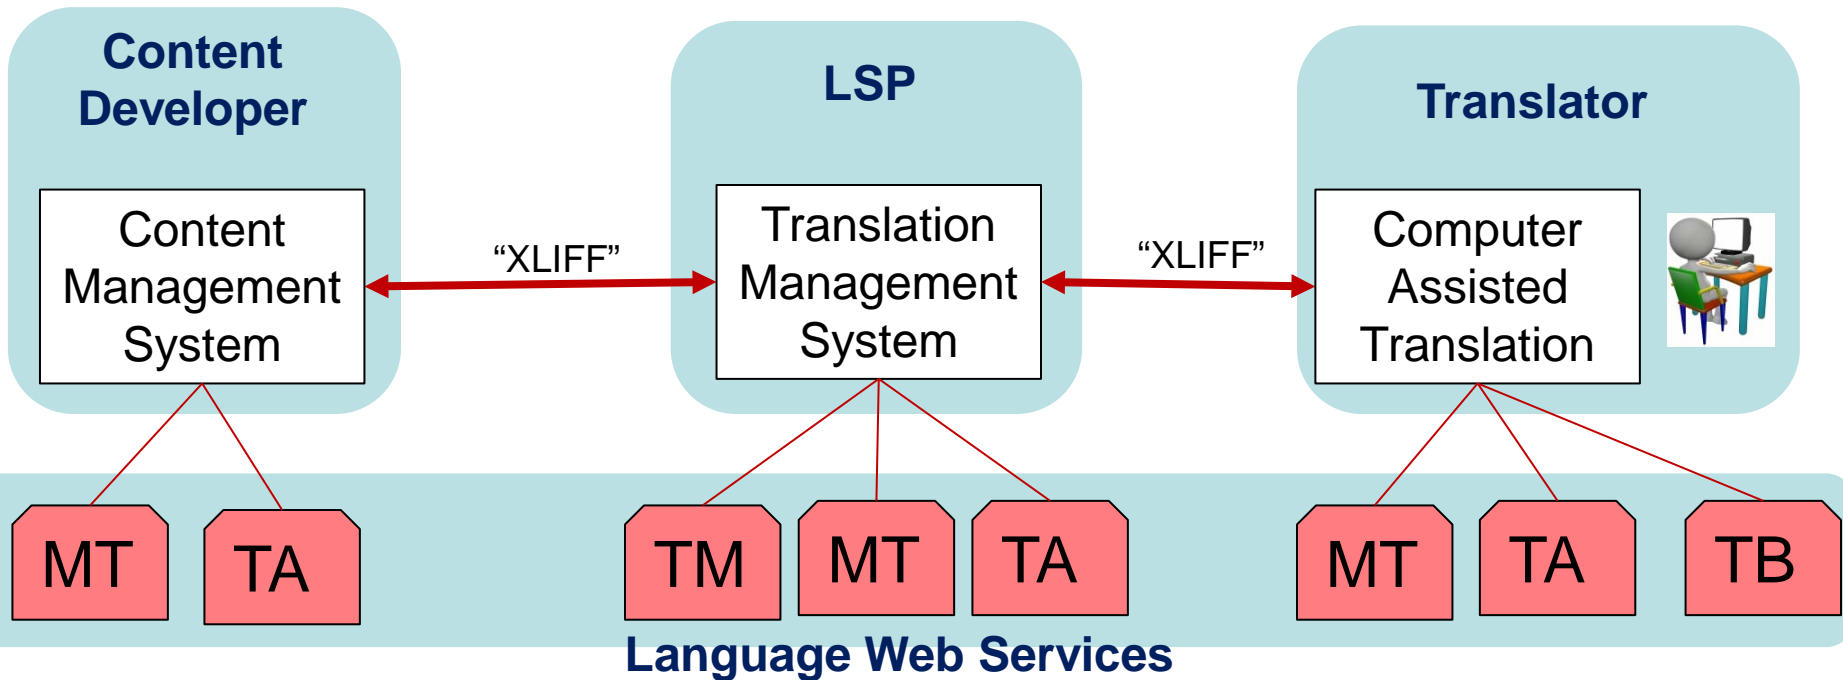 Content
Developer
LSP
Translator
Content
Management
System
“XLIFF”
Translation
Management
System
“XLIFF”
Computer
Assisted
Translation
MT
TA
TM
MT
TA
MT
TA
TB
Language Web Services